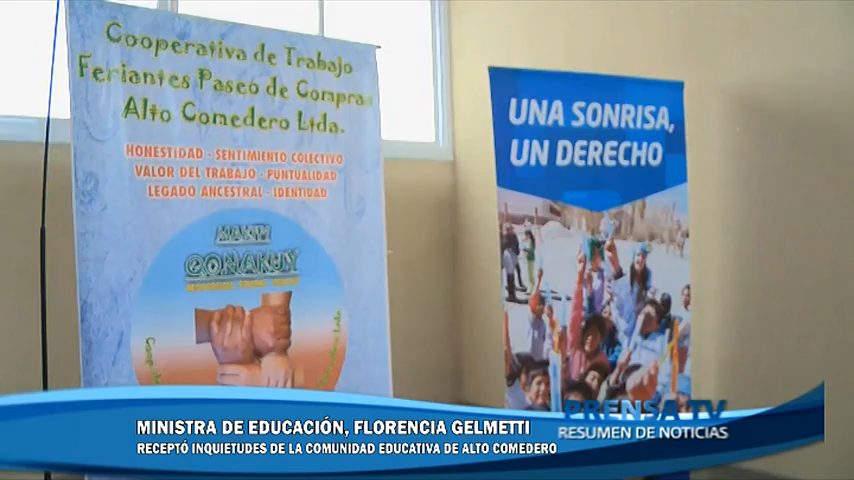 Cooperativa de Trabajo
Feriantes Paseo de Compras
Alto Comedero Ltda.
HONESTIDAD - SENTIMIENTO COLECTIVO
VALOR DEL TRABAJO - PUNTUALIDAD
LEGADO ANCESTRAL - IDENTIDAD
UNA SONRISA,
UN DERECHO
PRENSA TV
RESUMEN DE NOTICIAS
MINISTRA DE EDUCACIÓN, FLORENCIA GELMETTI
RECEPTÓ INQUIETUDES DE LA COMUNIDAD EDUCATIVA DE ALTO COMEDERO